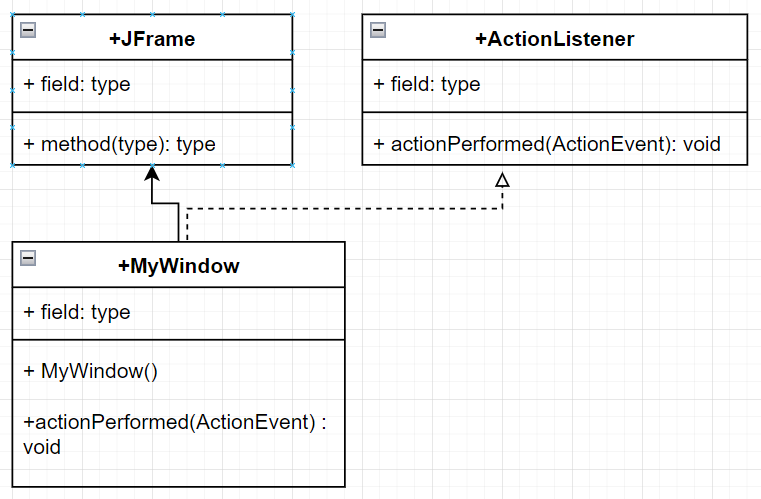 +JFrame
+ field: type
+ method(type): type
+ActionListener
+ field: type
+ actionPerformed(ActionEvent): void
+MyWindow
+ field: type
+ MyWindow()
+actionPerformed(ActionEvent) :
void